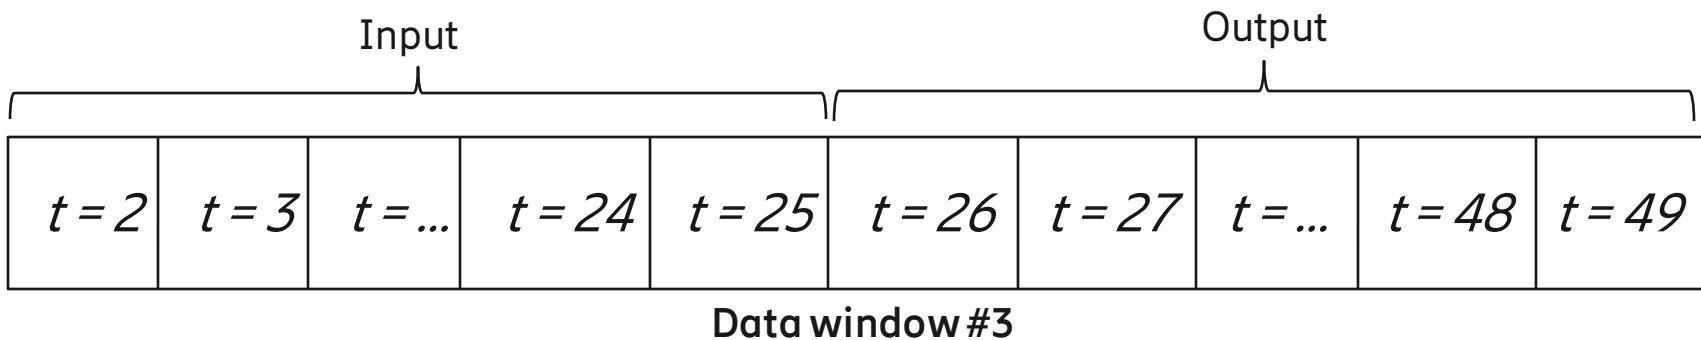 Input
Output
t = 2 t = 3 t = ... t = 24 t = 25 t = 26 t = 27 t = ... t = 48 t = 49
Data window #3